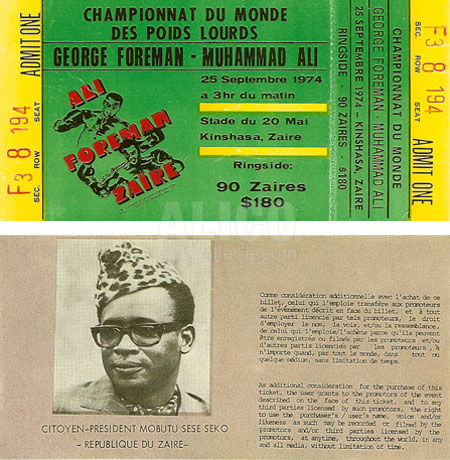 ADMIT ONE
F3 8 194
SEC. ROW SEAT
CHAMPIONNAT DU MONDE
DES POIDS LOURDS
GEORGE FOREMAN - MUHAMMAD ALI
25 Septembre 1974
a 3hr du matin
Stade du 20 Mai
Kinshasa, Zaire
Ringside:
90 Zaires
$180
ALI
FOREMAN
ZAIRE
CHAMPIONNAT DU MONDE
GEORGE FOREMAN - MUHAMMAD ALI
25 SEPTEMBRE 1974 — KINSHASA, ZAIRE
RINGSIDE - 90 ZAIRES - $180
F3 8 194
SEC. ROW SEAT
ADMIT ONE
ALICO
CITOYEN-PRESIDENT MOBUTU SESE SEKO
- REPUBLIQUE DU ZAIRE-
Comme considération additionnelle avec l'achat de ce
billet, celui qui l'emploie transfère aux promoteurs
de l'évènement décrit en face du billet, et à tout
autre parti licencié par tels promoteurs, le droit
d'employer le nom, la voix, et/ou la ressemblance,
de celui qui l'emploie/l'achète parce qu'ils peuvent
être enregistrés ou filmés par les promoteurs et/ou
d'autres partis licenciés par les promoteurs, à
n'importe quand, par tout le monde, dans tout ou
quelque médium, sans limitation de temps.
As additional consideration for the purchase of this
ticket, the user grants to the promotors of the event
described on the face of this ticket, and to any
third parties licensed by such promotors, the right
to use the purchaser's / user's name, voice and/or
likeness as such may be recorded or filmed by the
promotors and/or third parties licensed by the
promotors, at anytime, throughout the world, in any
and all media, without limitation of time.